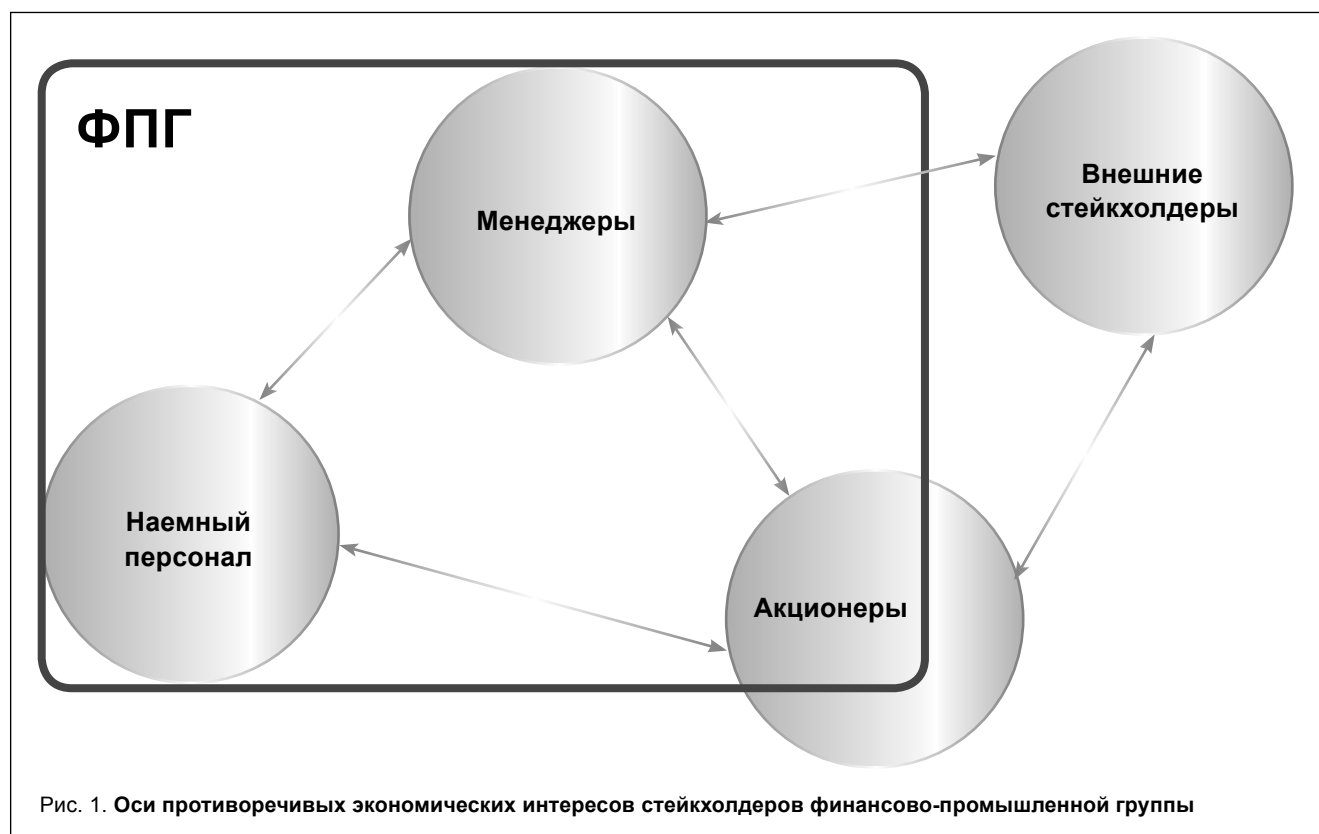 ФПГ
Менеджеры
Внешние
стейкхолдеры
Наемный
персонал
Акционеры
Рис. 1. Оси противоречивых экономических интересов стейкхолдеров финансово-промышленной группы